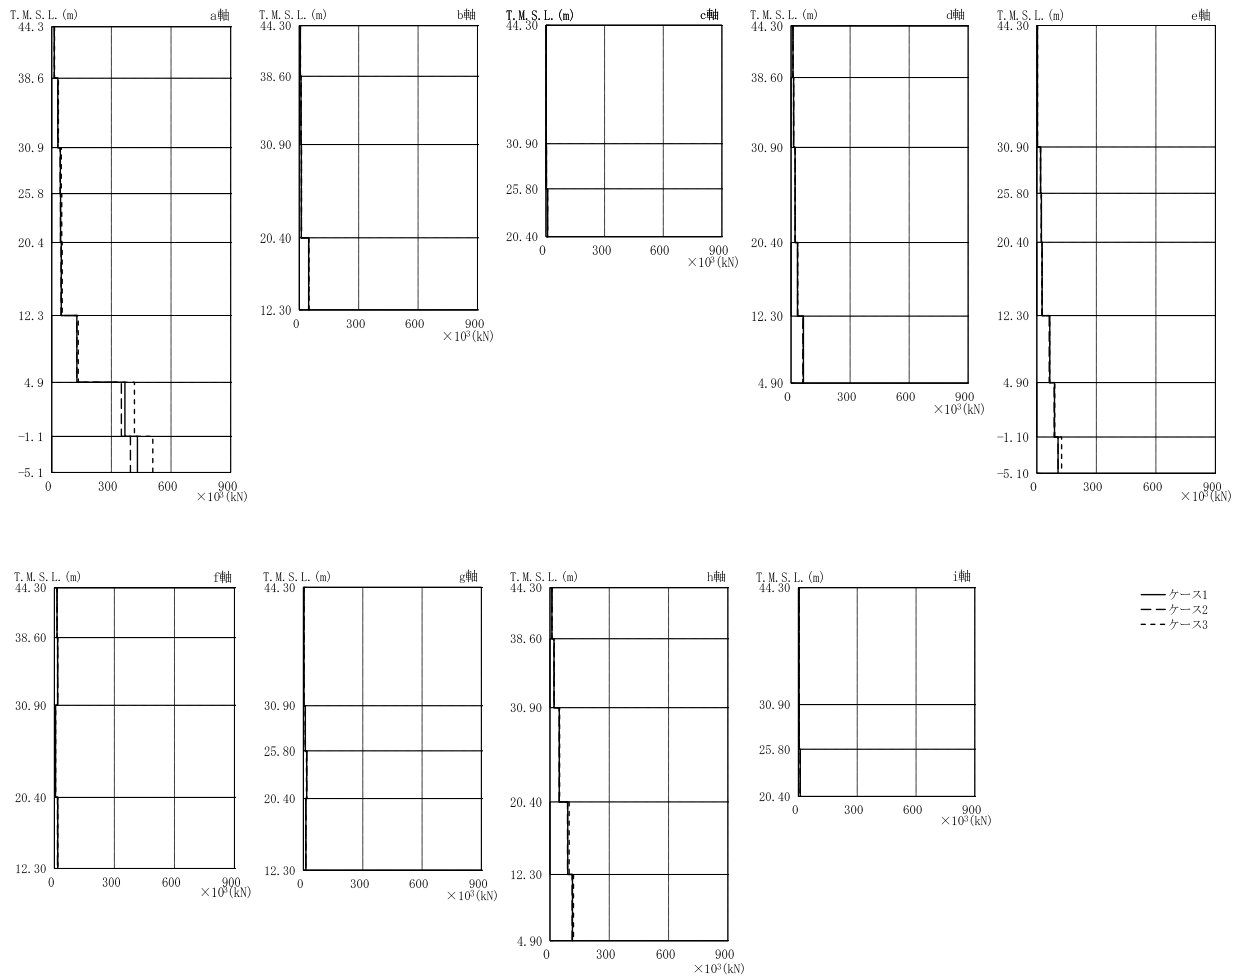 T.M.S.L.(m) a軸
44.3
38.6
30.9
25.8
20.4
12.3
4.9
-1.1
-5.1
0 300 600 900
×10³(kN)
T.M.S.L.(m) b軸
44.30
38.60
30.90
20.40
12.30
0 300 600 900
×10³(kN)
T.M.S.L.(m) c軸
44.30
30.90
25.80
20.40
0 300 600 900
×10³(kN)
T.M.S.L.(m) d軸
44.30
38.60
30.90
20.40
12.30
4.90
0 300 600 900
×10³(kN)
T.M.S.L.(m) e軸
44.30
30.90
25.80
20.40
12.30
4.90
-1.10
-5.10
0 300 600 900
×10³(kN)
T.M.S.L.(m) f軸
44.30
38.60
30.90
20.40
12.30
0 300 600 900
×10³(kN)
T.M.S.L.(m) g軸
44.30
30.90
25.80
20.40
12.30
0 300 600 900
×10³(kN)
T.M.S.L.(m) h軸
44.30
38.60
30.90
20.40
12.30
4.90
0 300 600 900
×10³(kN)
T.M.S.L.(m) i軸
44.30
30.90
25.80
20.40
0 300 600 900
×10³(kN)
ケース1
ケース2
ケース3